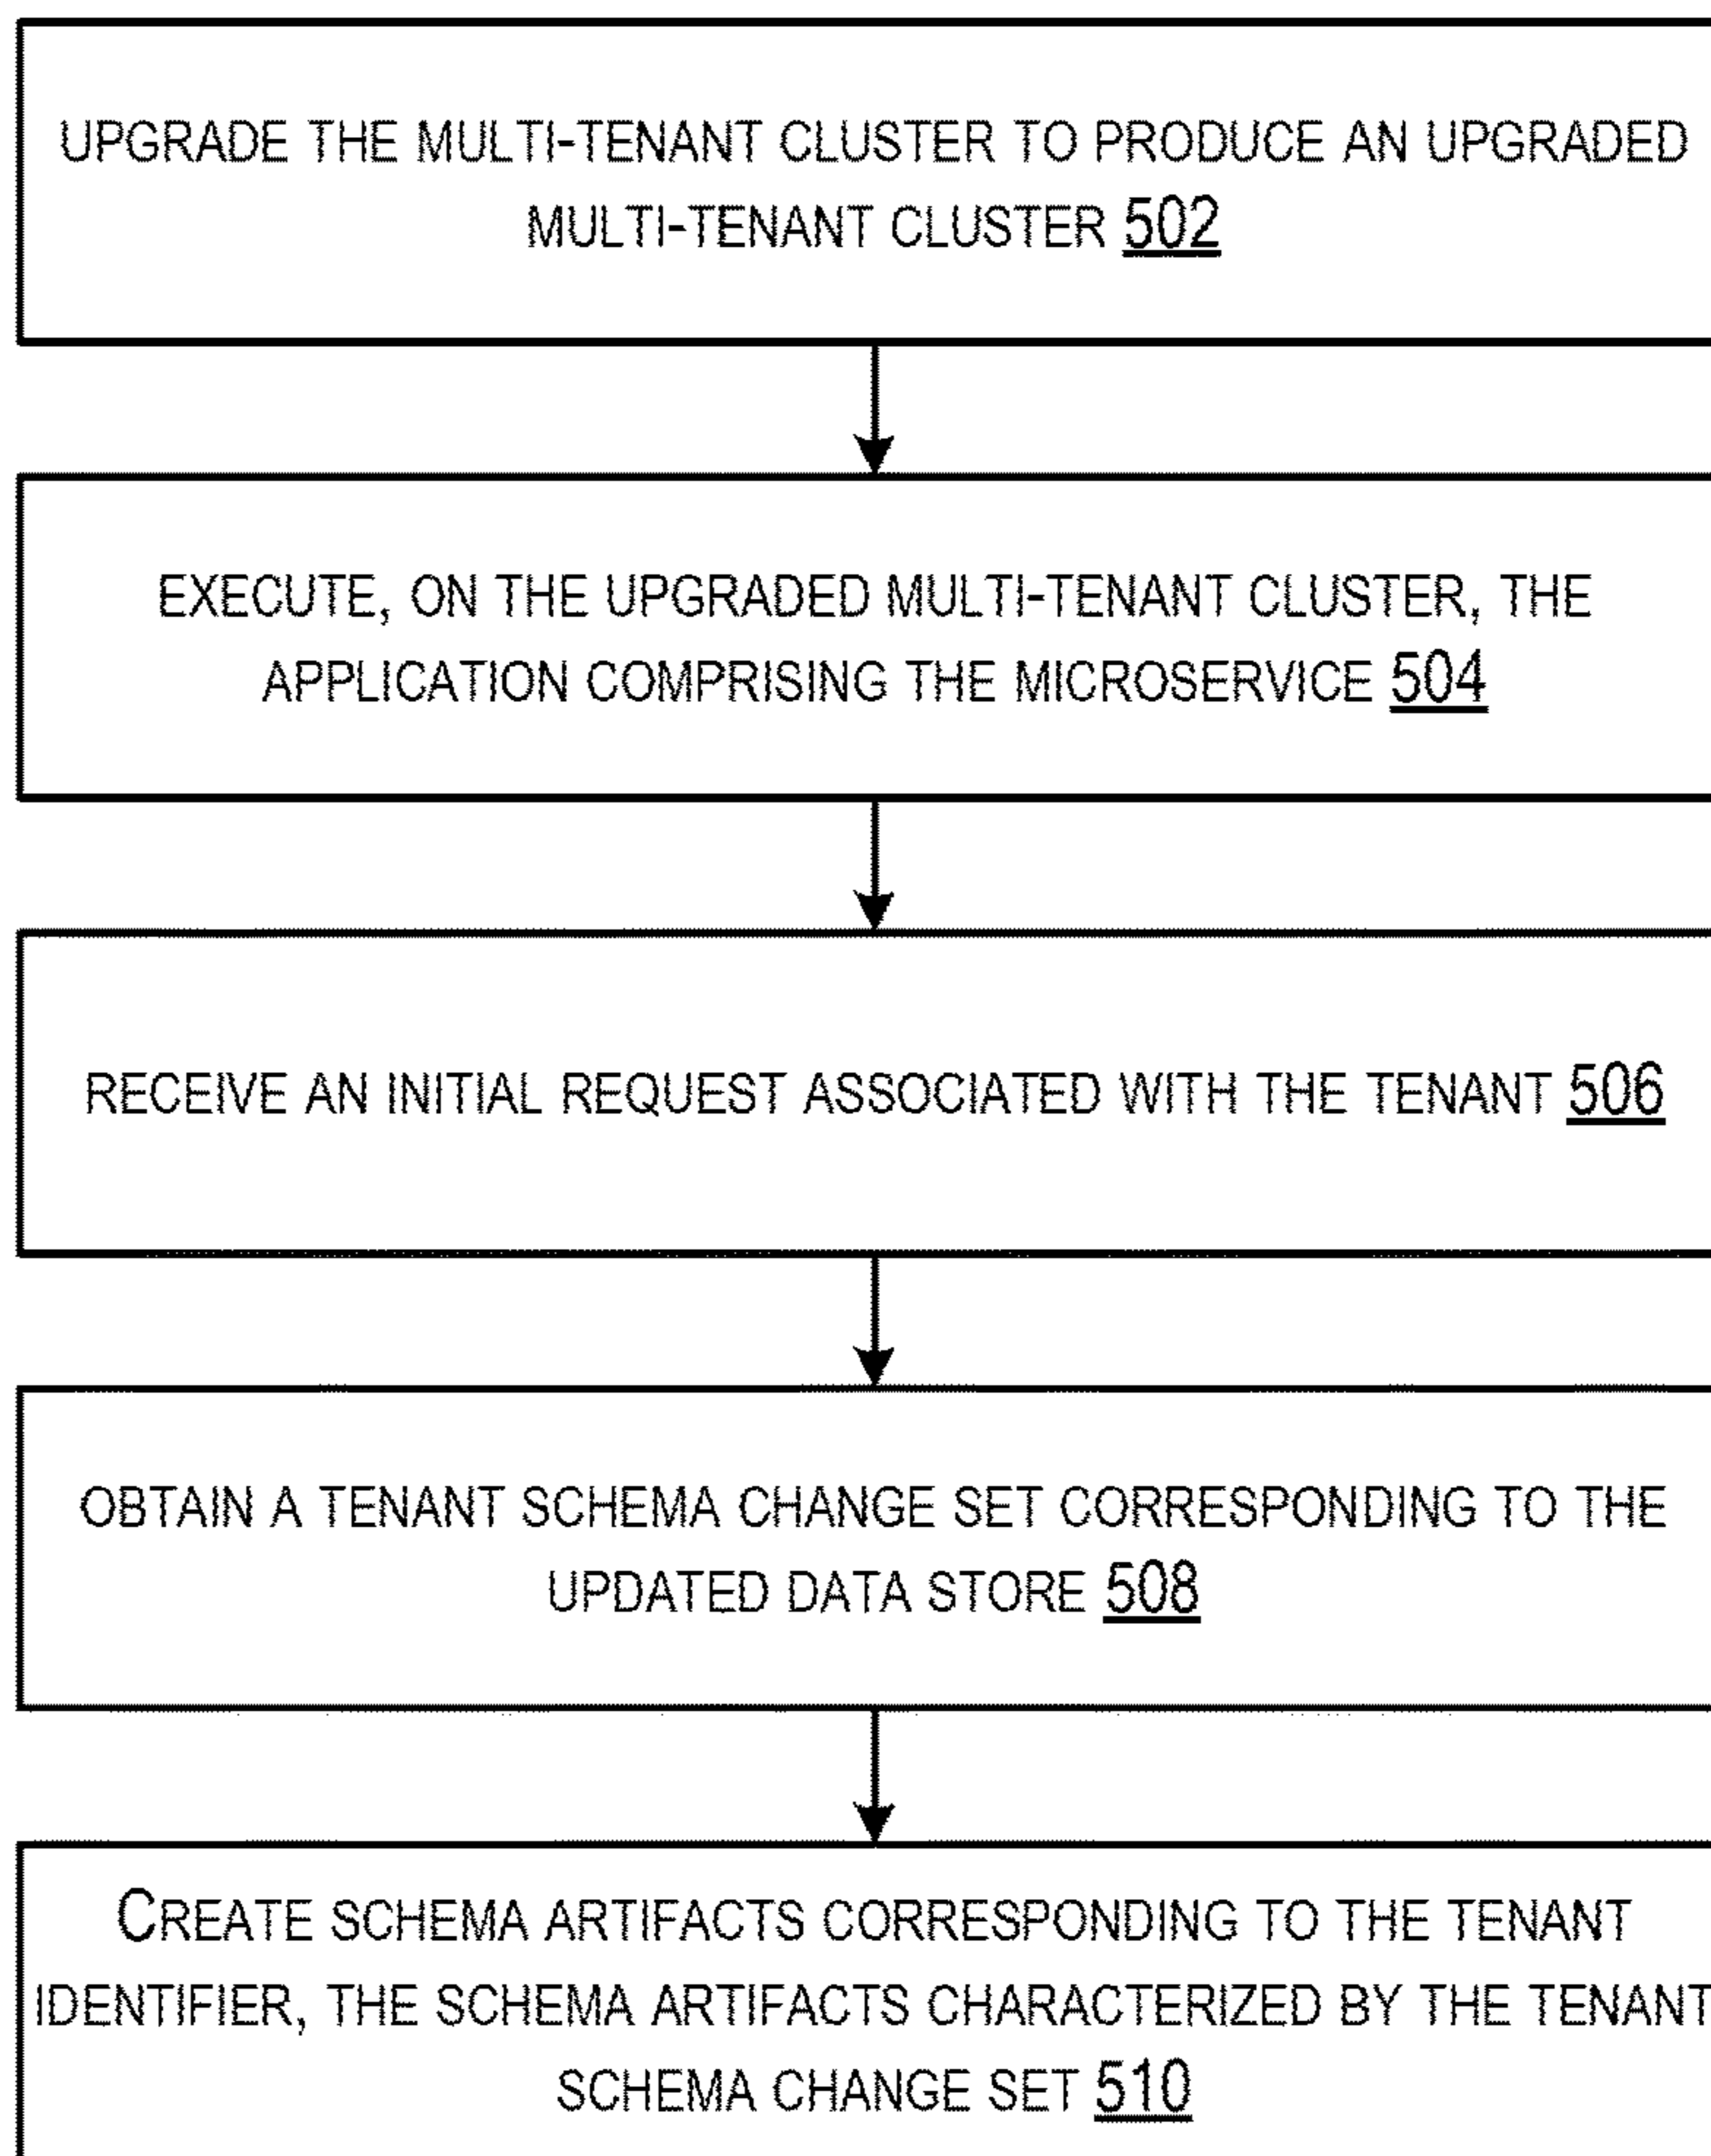 UPGRADE THE MULTI-TENANT CLUSTER TO PRODUCE AN UPGRADED
MULTI-TENANT CLUSTER 502
EXECUTE, ON THE UPGRADED MULTI-TENANT CLUSTER, THE
APPLICATION COMPRISING THE MICROSERVICE 504
RECEIVE AN INITIAL REQUEST ASSOCIATED WITH THE TENANT 506
OBTAIN A TENANT SCHEMA CHANGE SET CORRESPONDING TO THE
UPDATED DATA STORE 508
CREATE SCHEMA ARTIFACTS CORRESPONDING TO THE TENANT
IDENTIFIER, THE SCHEMA ARTIFACTS CHARACTERIZED BY THE TENANT
SCHEMA CHANGE SET 510